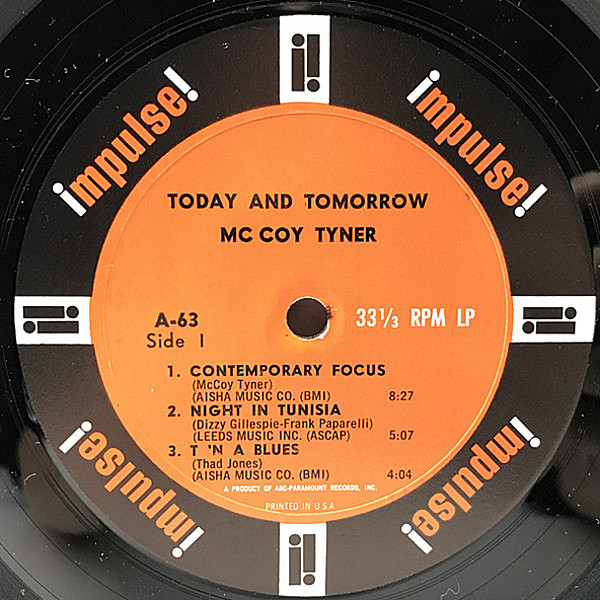 impulse!
impulse!
TODAY AND TOMORROW
MC COY TYNER
A-63
Side 1
33 1/3 RPM LP
1. CONTEMPORARY FOCUS
(McCoy Tyner)
(AISHA MUSIC CO. (BMI) 8:27
2. NIGHT IN TUNISIA
(Dizzy Gillespie-Frank Paparelli)
(LEEDS MUSIC INC. (ASCAP) 5:07
3. T 'N A BLUES
(Thad Jones)
(AISHA MUSIC CO. (BMI) 4:04
A PRODUCT OF ABC-PARAMOUNT RECORDS, INC.
PRINTED IN U.S.A.
impulse!
impulse!